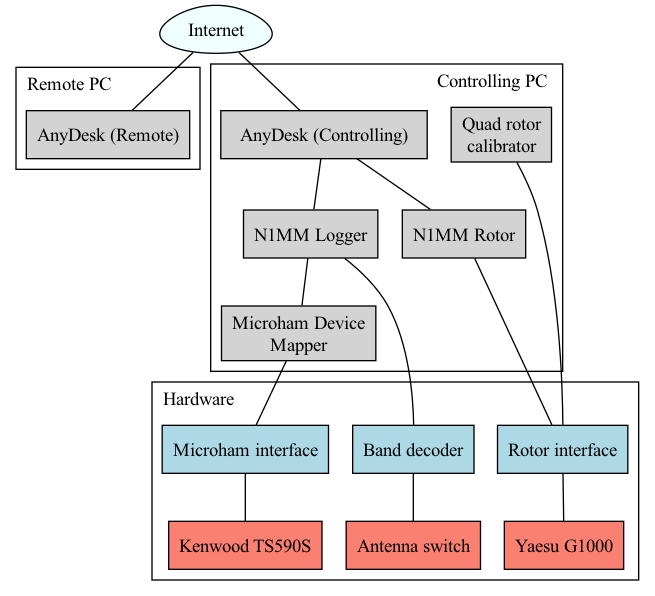 Internet
Remote PC
Controlling PC
AnyDesk (Remote)
AnyDesk (Controlling)
Quad rotor
calibrator
N1MM Logger
N1MM Rotor
Microham Device
Mapper
Hardware
Microham interface
Band decoder
Rotor interface
Kenwood TS590S
Antenna switch
Yaesu G1000